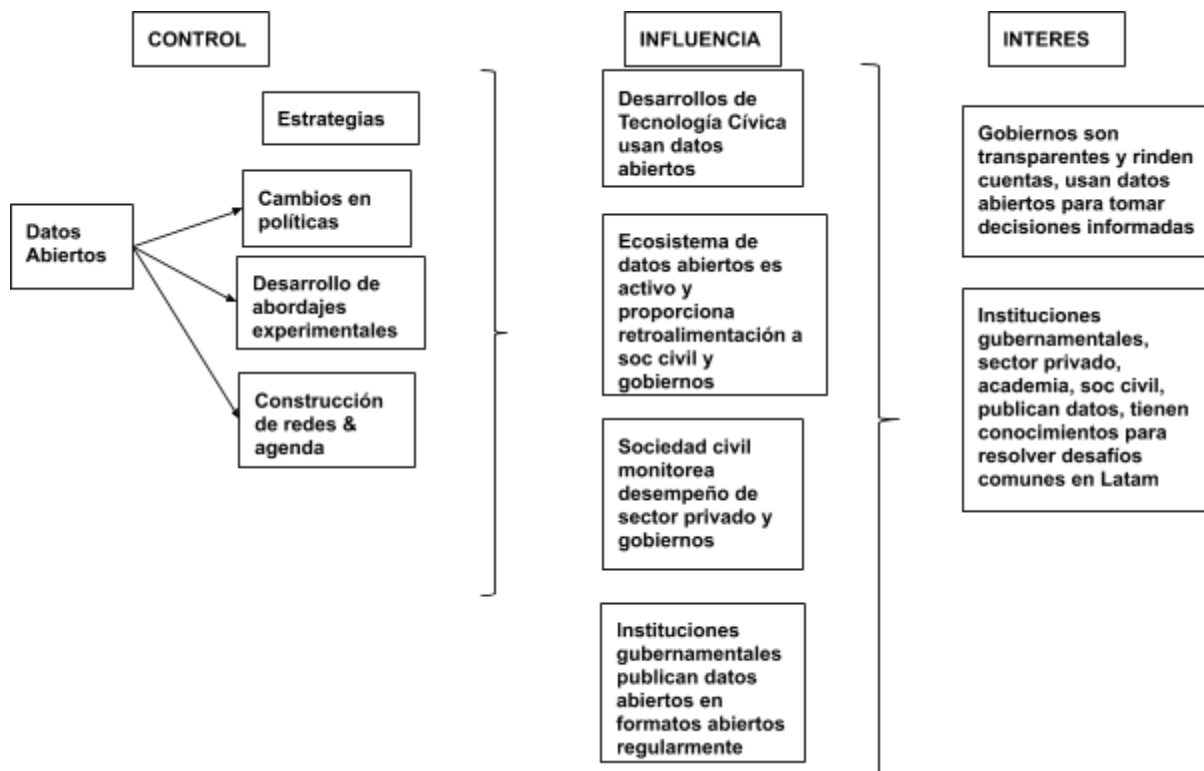 CONTROL
Estrategias
Datos
Abiertos
Cambios en
políticas
Desarrollo de
abordajes
experimentales
Construcción
de redes &
agenda
INFLUENCIA
Desarrollos de
Tecnología Cívica
usan datos
abiertos
Ecosistema de
datos abiertos es
activo y
proporciona
retroalimentación a
soc civil y
gobiernos
Sociedad civil
monitorea
desempeño de
sector privado y
gobiernos
Instituciones
gubernamentales
publican datos
abiertos en
formatos abiertos
regularmente
INTERES
Gobiernos son
transparentes y rinden
cuentas, usan datos
abiertos para tomar
decisiones informadas
Instituciones
gubernamentales,
sector privado,
academia, soc civil,
publican datos, tienen
conocimientos para
resolver desafíos
comunes en Latam